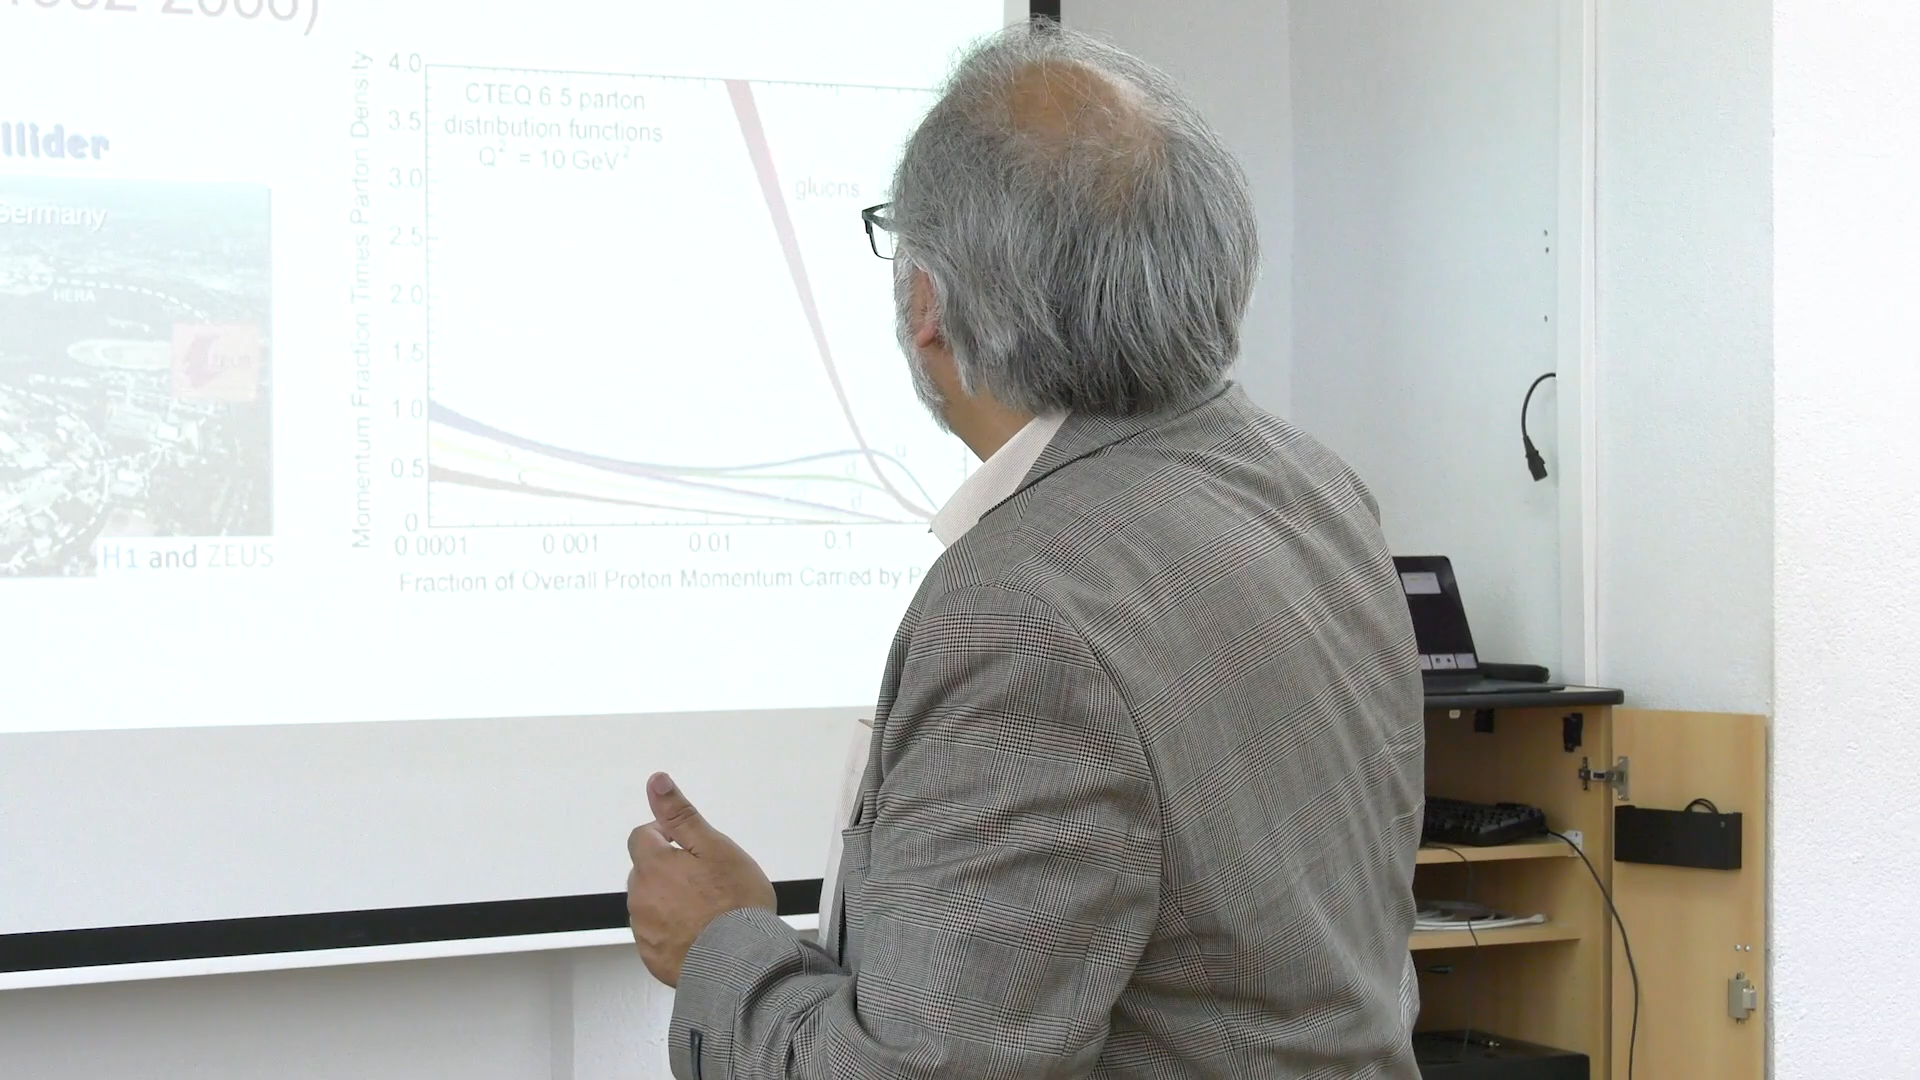 1992-2006)
llider
Germany
HERA
H1 and ZEUS
Momentum Fraction Times Parton Density
4.0
3.5
3.0
2.5
2.0
1.5
1.0
0.5
0
CTEQ 6.5 parton
distribution functions
Q² = 10 GeV²
gluons
u
d
c
0.0001
0.001
0.01
0.1
Fraction of Overall Proton Momentum Carried by P